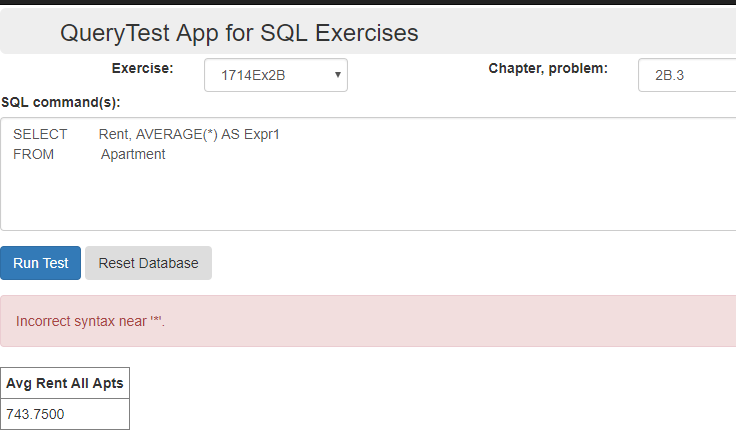 QueryTest App for SQL Exercises
Exercise: 1714Ex2B Chapter, problem: 2B.3
SQL command(s):
SELECT Rent, AVERAGE(*) AS Expr1
FROM Apartment
Run Test Reset Database
Incorrect syntax near '*'.
Avg Rent All Apts
743.7500